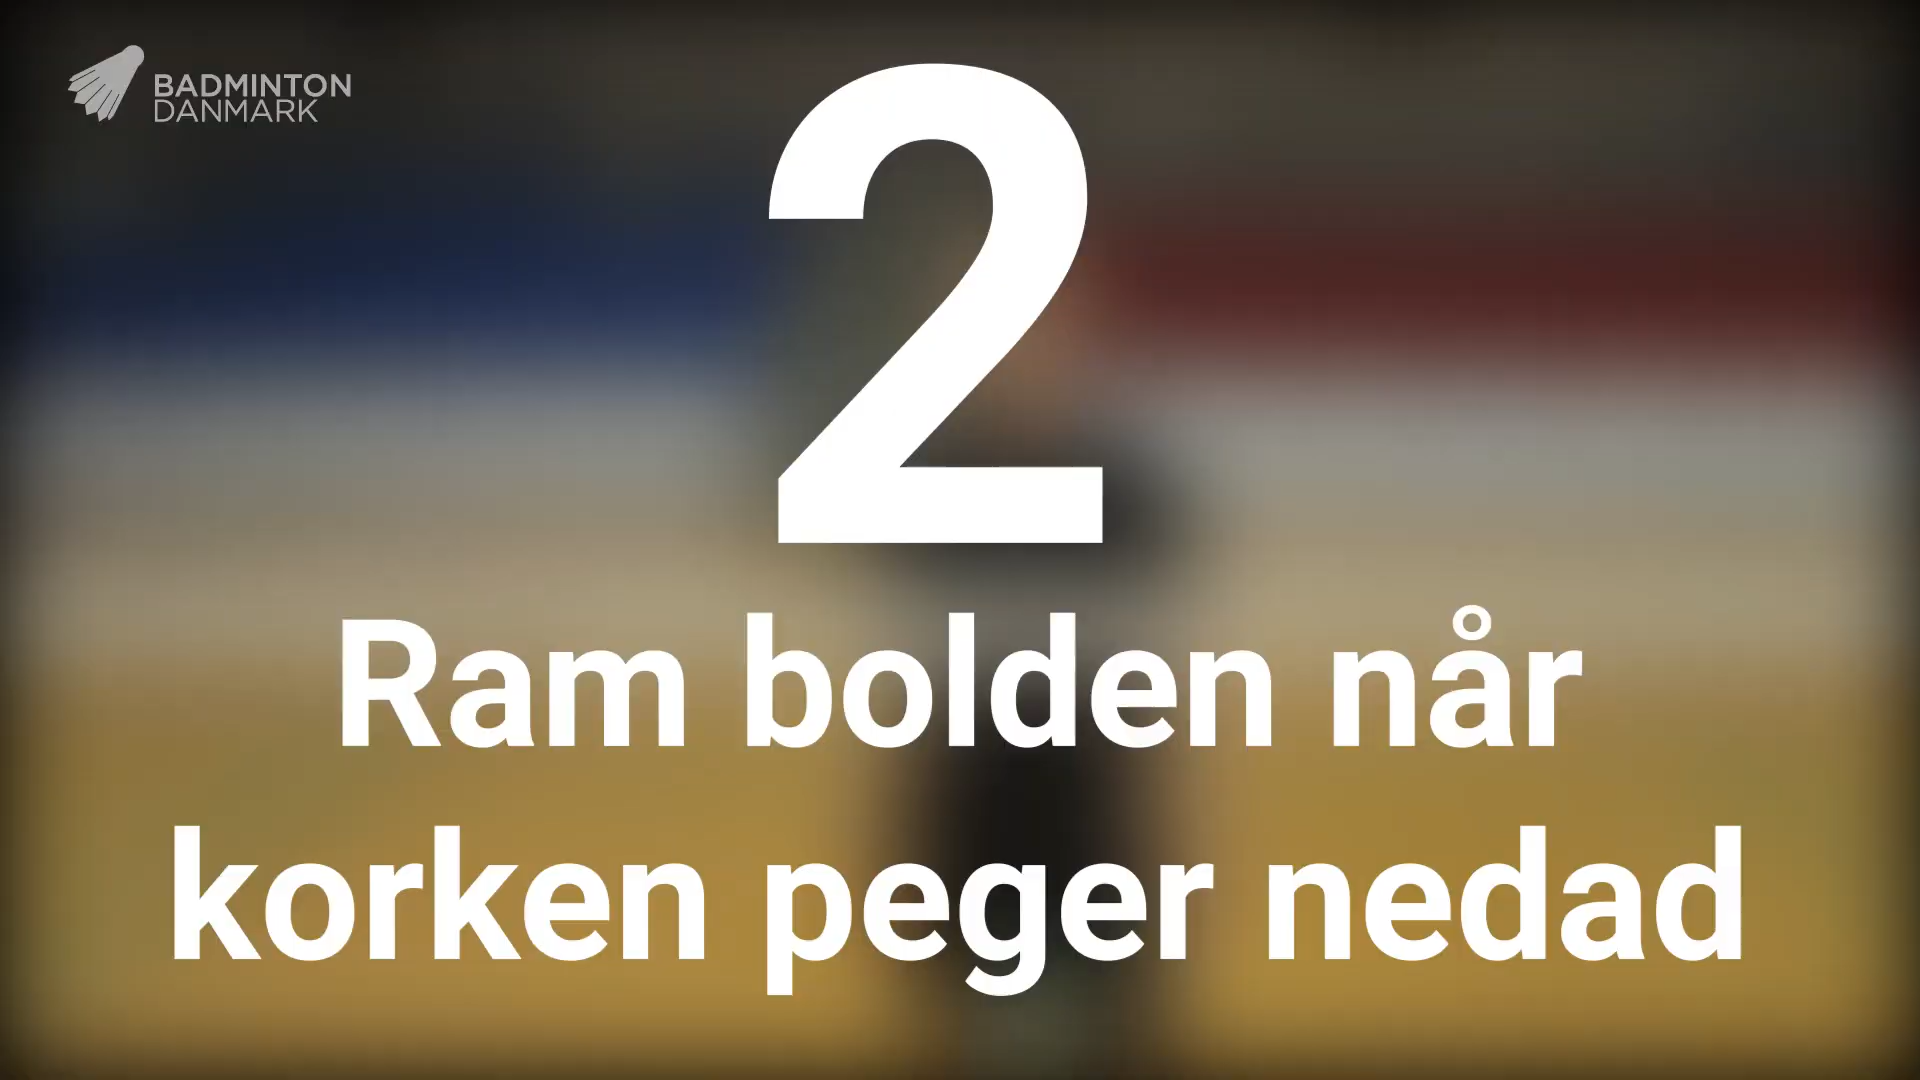 BADMINTON
DANMARK
2
Ram bolden når
korken peger nedad